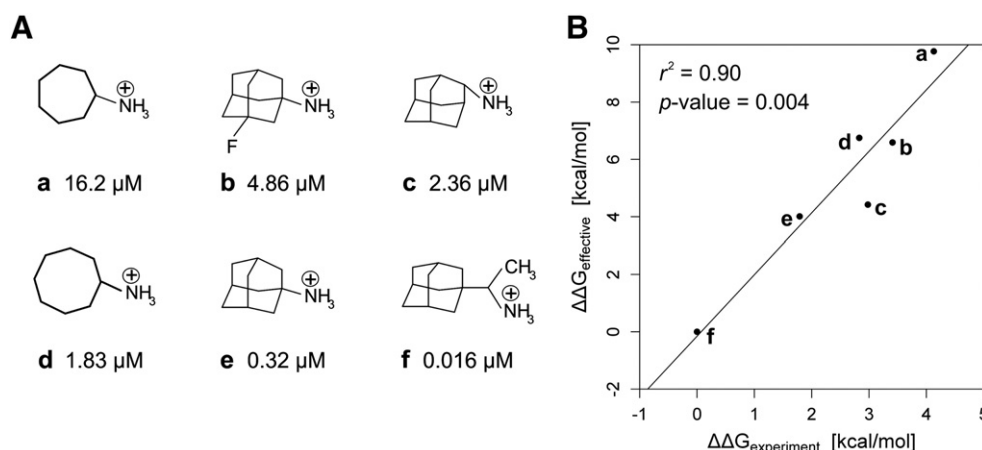 A
NH3
+
a 16.2 µM
NH3
+
F
b 4.86 µM
NH3
+
c 2.36 µM
NH3
+
d 1.83 µM
NH3
+
e 0.32 µM
CH3
+
NH3
f 0.016 µM
B
r² = 0.90
p-value = 0.004
a
d
b
c
e
f
10
8
6
4
2
0
-2
ΔΔGeffective [kcal/mol]
-1 0 1 2 3 4 5
ΔΔGexperiment [kcal/mol]